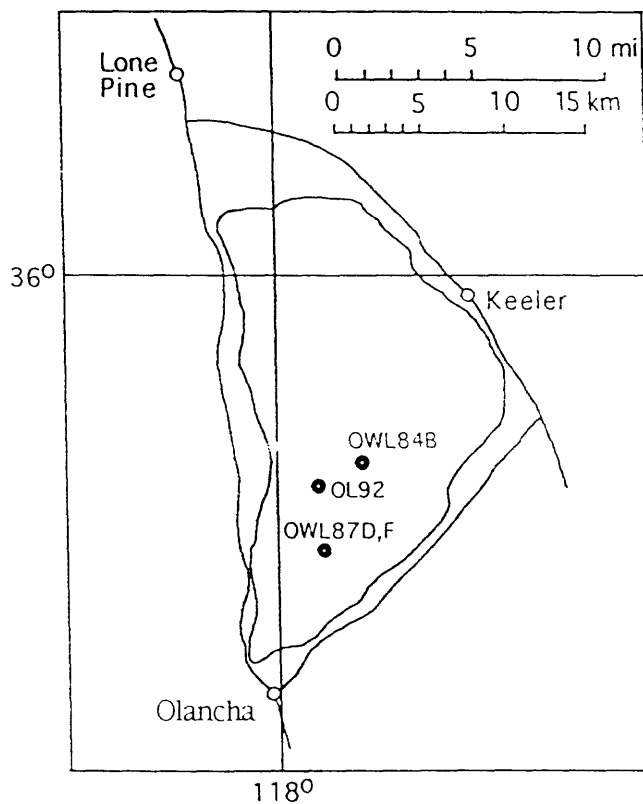 Lone
Pine
0 5 10 mi
0 5 10 15 km
36⁰
Keeler
OWL84B
OL92
OWL87D,F
Olancha
118⁰